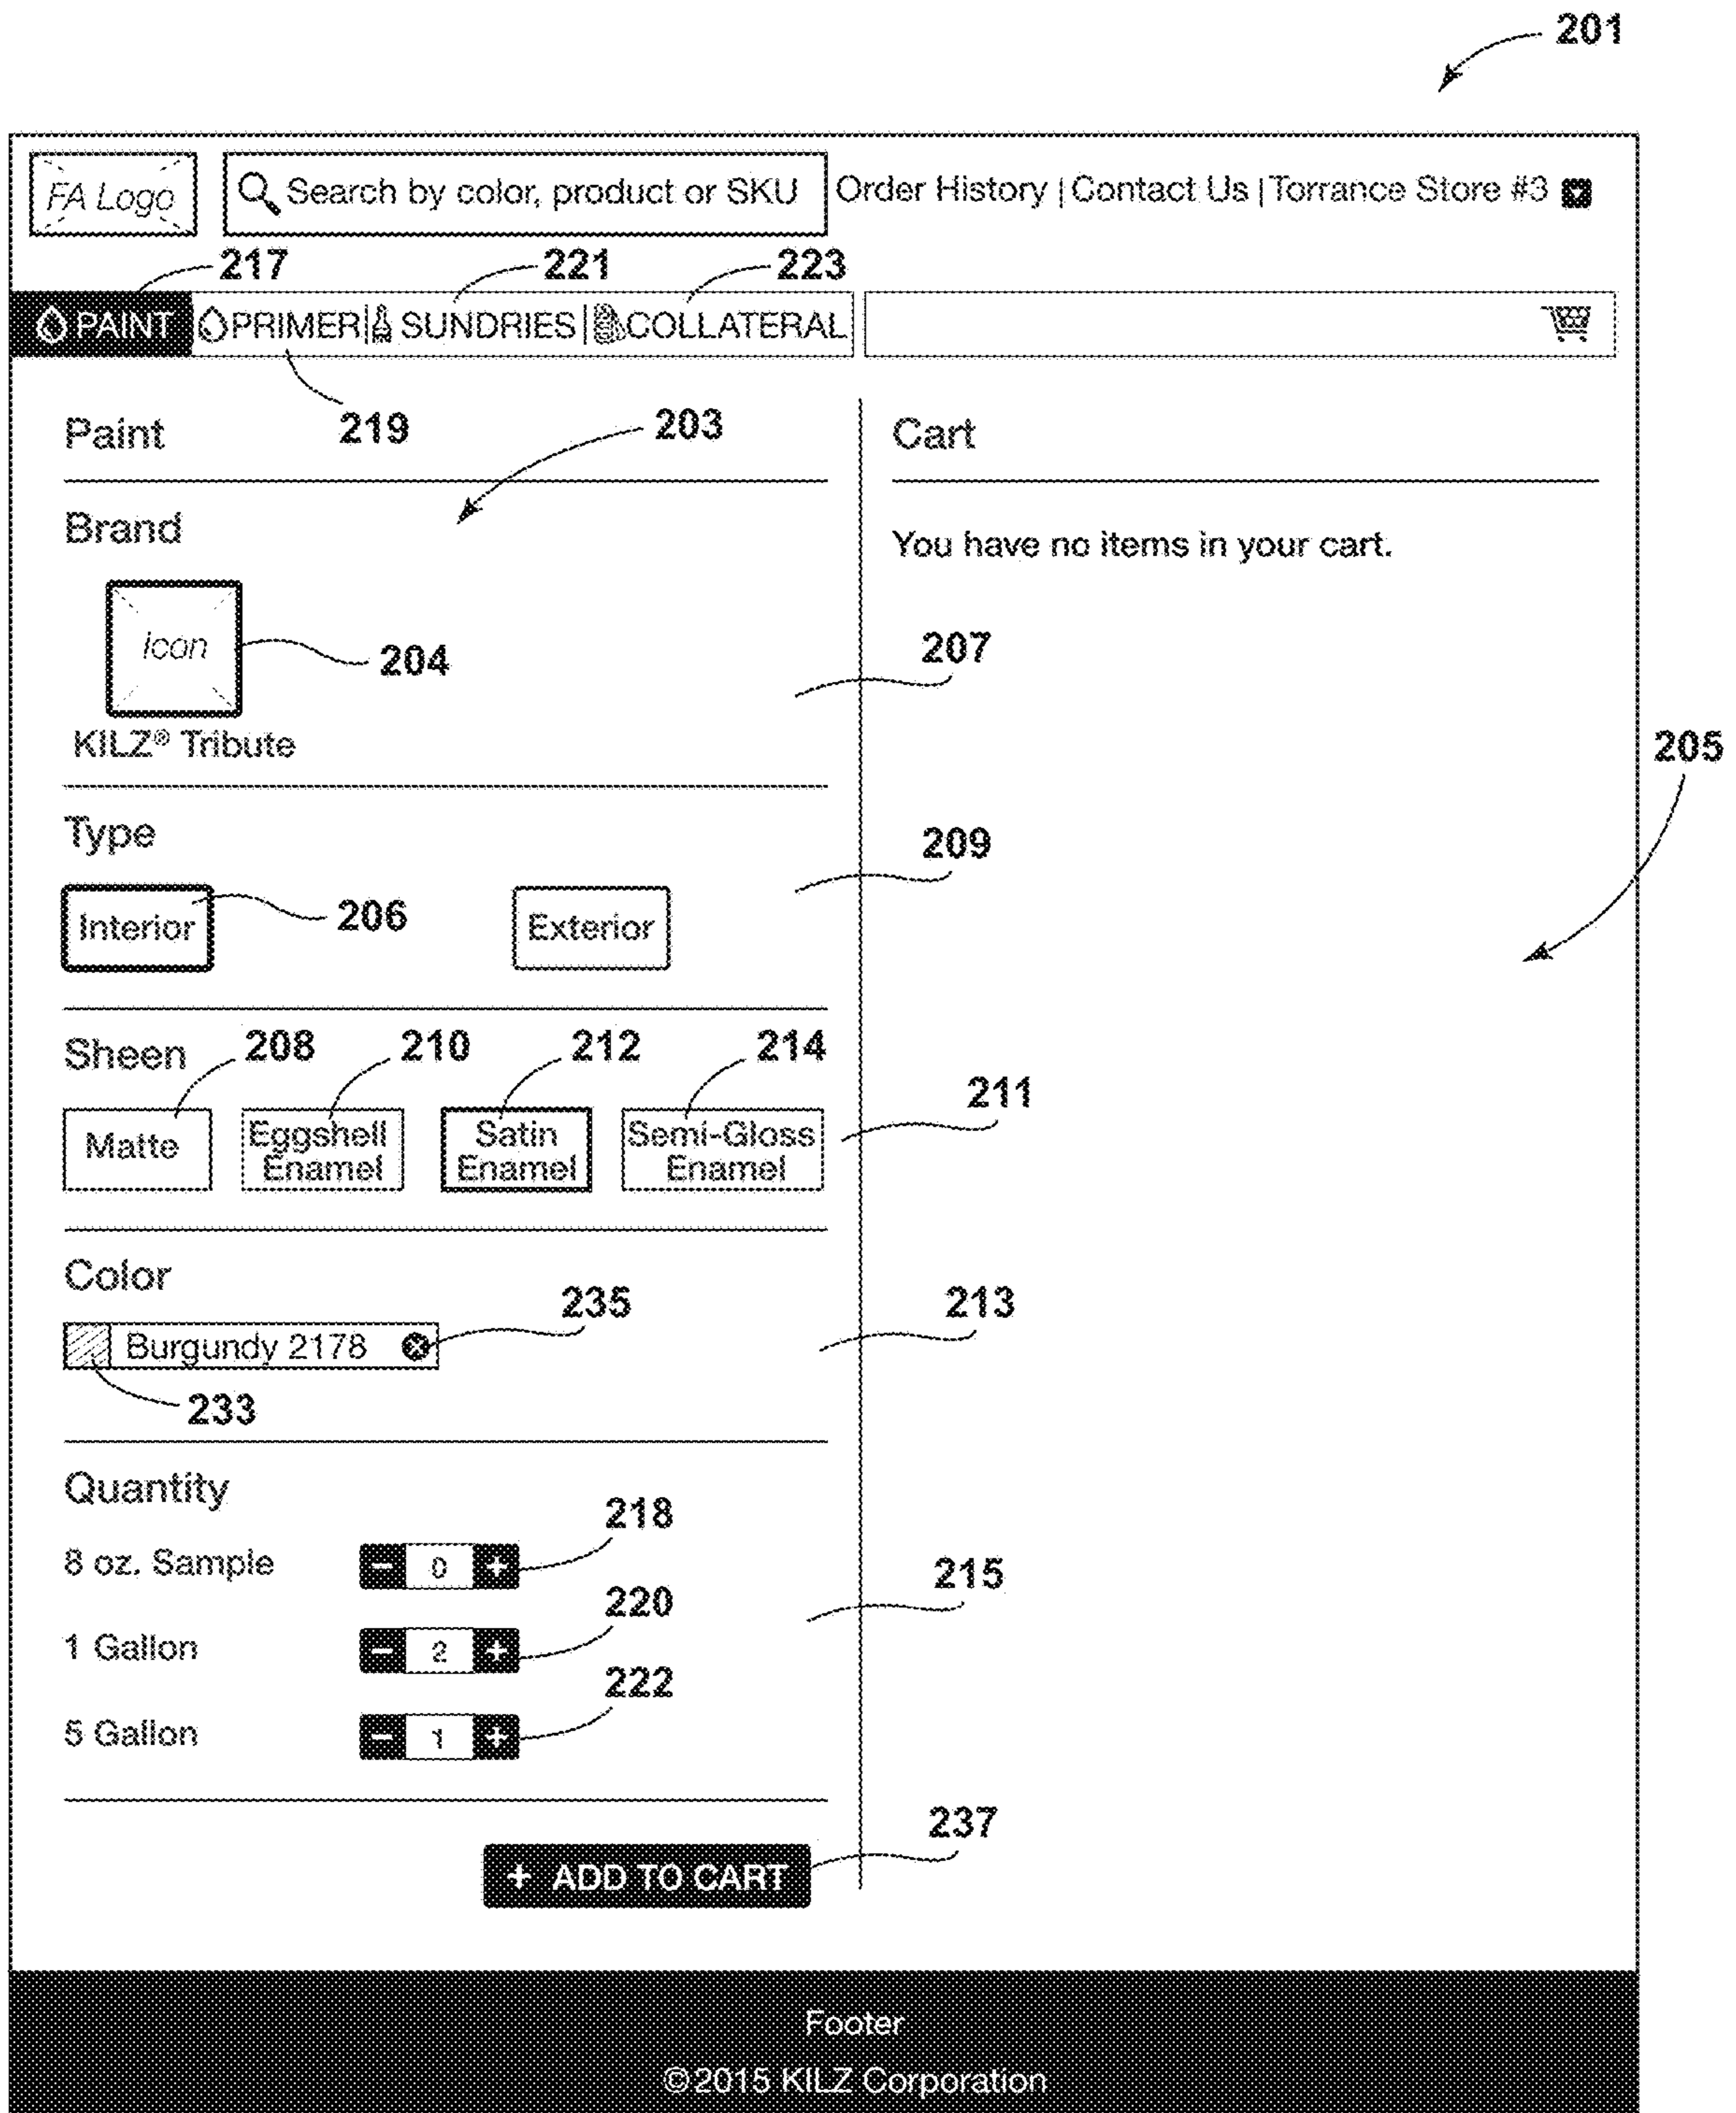 201
FA Logo
Search by color, product or SKU
Order History | Contact Us | Torrance Store #3
217
221
223
PAINT
PRIMER | SUNDRIES | COLLATERAL
219
203
Paint
Cart
Brand
You have no items in your cart.
Icon
204
207
KILZ® Tribute
205
Type
209
Interior
206
Exterior
Sheen
208
210
212
214
211
Matte
Eggshell
Enamel
Satin
Enamel
Semi-Gloss
Enamel
Color
235
213
Burgundy 2178
233
Quantity
218
8 oz. Sample
- 0 +
215
220
1 Gallon
- 2 +
222
5 Gallon
- 1 +
237
+ ADD TO CART
Footer
©2015 KILZ Corporation